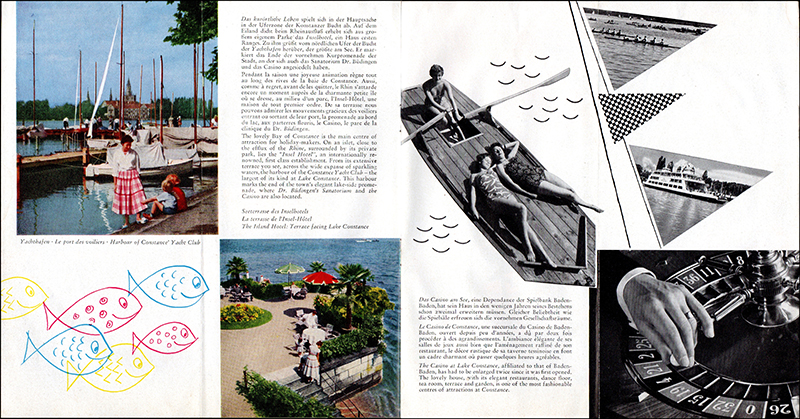 Das kurörtliche Leben spielt sich in der Hauptsache
in der Uferzone der Konstanzer Bucht ab. Auf dem
Eiland dicht beim Rheinausfluß erhebt sich aus gro-
ßem eigenem Parke das Inselhotel, ein Haus ersten
Ranges. Zu ihm grüßt vom nördlichen Ufer der Bucht
der Yachthafen herüber, der größte am See. Er mar-
kiert das Ende der vornehmen Kurpromenade der
Stadt, an der sich auch das Sanatorium Dr. Büdingen
und das Casino angesiedelt haben.
Pendant la saison une joyeuse animation règne tout
au long des rives de la baie de Constance. Aussi,
comme à regret, avant de les quitter, le Rhin s'attarde
encore un moment auprès de la charmante petite île
où se dresse, au milieu d'un parc, l'Insel-Hôtel, une
maison de tout premier ordre. De sa terrasse nous
pouvons admirer les mouvements gracieux des voiliers
entrant ou sortant de leur port, la promenade au bord
du lac, aux parterres fleuris, le Casino, le parc de la
clinique du Dr. Büdingen.
The lovely Bay of Constance is the main centre of
attraction for holiday-makers. On an islet, close to
the efflux of the Rhine, surrounded by its private
park, lies the "Insel Hotel", an internationally re-
nowned, first class establishment. From its extensive
terrace you see, across the wide expanse of sparkling
waters, the harbour of the Constance Yacht Club – the
largest of its kind at Lake Constance. This harbour
marks the end of the town's elegant lake-side prome-
nade, where Dr. Büdingen's Sanatorium and the
Casino are also located.
Seeterrasse des Inselhotels
La terrasse de l'Insel-Hôtel
The Island Hotel: Terrace facing Lake Constance
Yachthafen · Le port des voiliers · Harbour of Constance' Yacht Club
Das Casino am See, eine Dependance der Spielbank Baden-
Baden, hat sein Haus in den wenigen Jahren seines Bestehens
schon zweimal erweitern müssen. Gleicher Beliebtheit wie
die Spielsäle erfreuen sich die vornehmen Gesellschaftsräume.
Le Casino de Constance, une succursale du Casino de Baden-
Baden, ouvert depuis peu d'années, a dû par deux fois
procéder à des agrandissements. L'ambiance élégante de ses
salles de jeux aussi bien que l'aménagement raffiné de son
restaurant, le décor rustique de sa taverne teminoise en font
un cadre charmant où passer quelques heures agréables.
The Casino at Lake Constance, affiliated to that of Baden-
Baden, has had to be enlarged twice since it was first opened.
The lovely house, with its elegant restaurants, dance floor,
tea room, terrace and garden, is one of the most fashionable
centres of attractions at Constance.